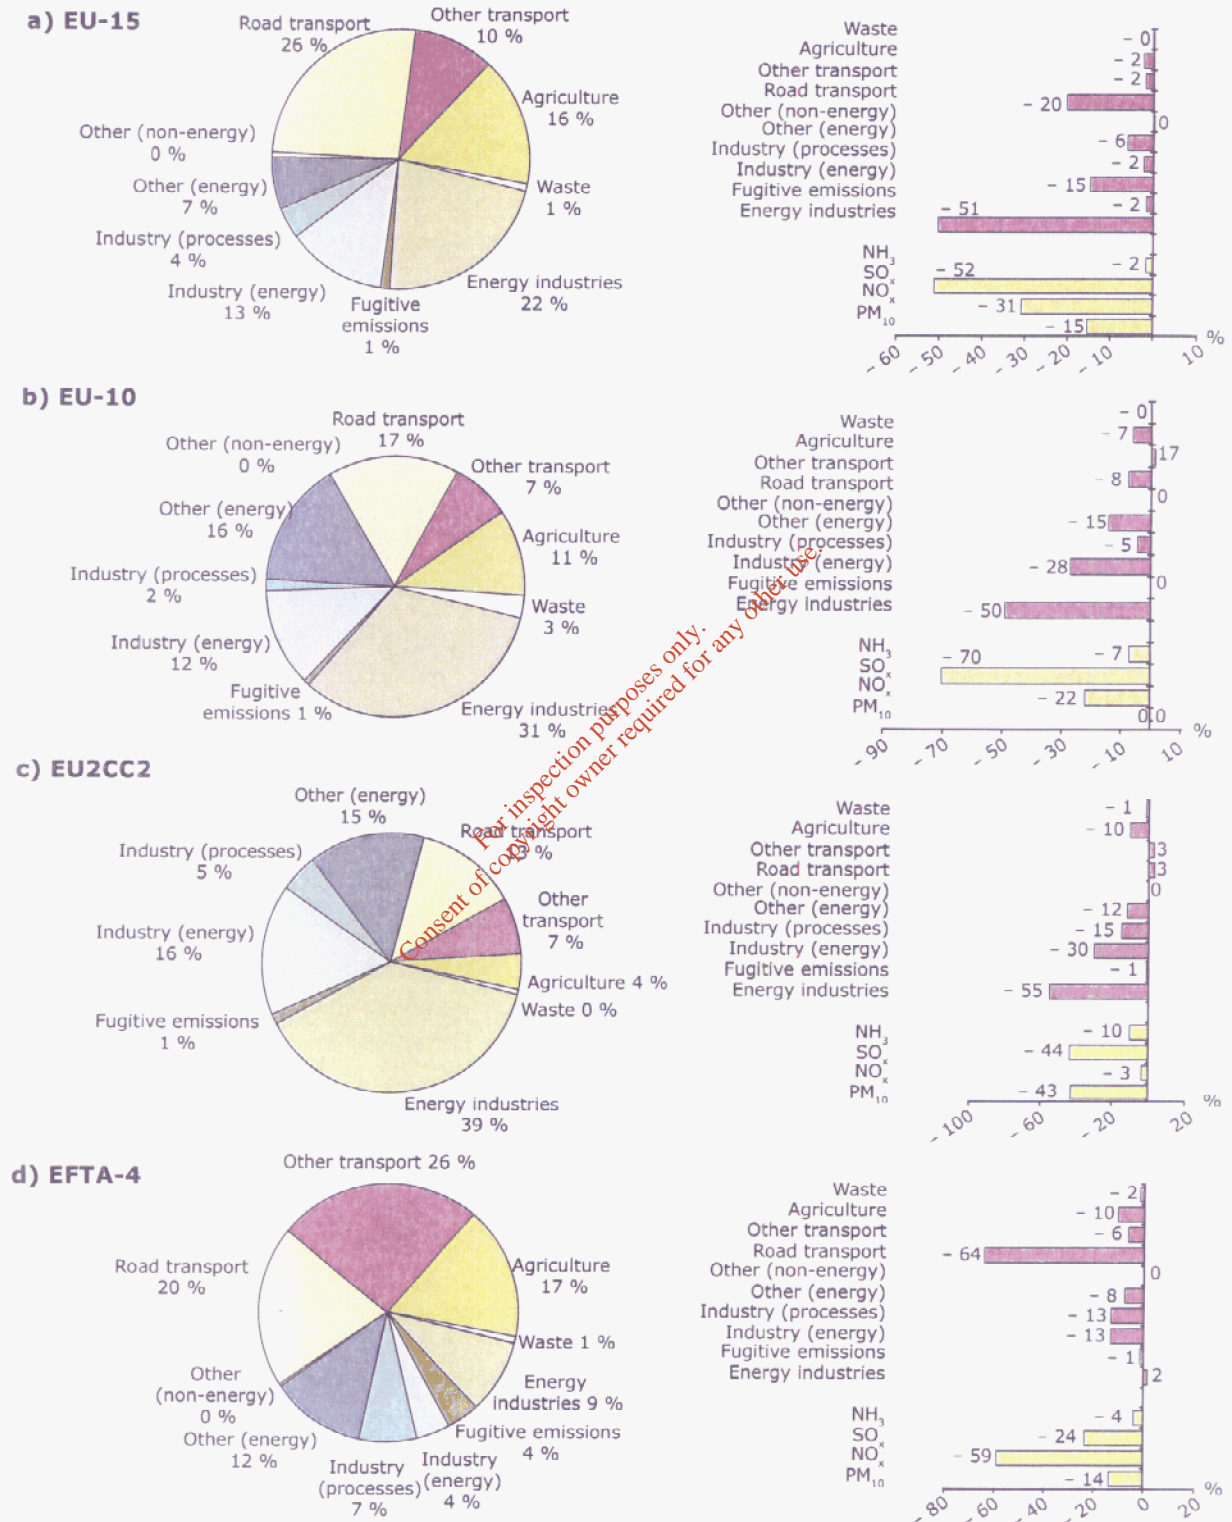 a) EU-15
Road transport
26 %
Other transport
10 %
Agriculture
16 %
Waste
1 %
Energy industries
22 %
Fugitive
emissions
1 %
Industry (energy)
13 %
Industry (processes)
4 %
Other (energy)
7 %
Other (non-energy)
0 %
Waste
Agriculture
Other transport
Road transport
Other (non-energy)
Other (energy)
Industry (processes)
Industry (energy)
Fugitive emissions
Energy industries
- 0
- 2
- 2
- 20
0
- 6
- 2
- 15
- 2
- 51
NH3
SOx
NOx
PM10
- 2
- 52
- 31
- 15
- 60 - 50 - 40 - 30 - 20 - 10 10 %
b) EU-10
Road transport
17 %
Other (non-energy)
0 %
Other transport
7 %
Other (energy)
16 %
Agriculture
11 %
Industry (processes)
2 %
Waste
3 %
Industry (energy)
12 %
Fugitive
emissions 1 %
Energy industries
31 %
Waste
Agriculture
Other transport
Road transport
Other (non-energy)
Other (energy)
Industry (processes)
Industry (energy)
Fugitive emissions
Energy industries
- 0
- 7
17
- 8
0
- 15
- 5
- 28
0
- 50
NH3
SOx
NOx
PM10
- 7
- 70
- 22
0.0
- 90 - 70 - 50 - 30 - 10 10 %
For inspection purposes only.
Consent of copyright owner required for any other use.
c) EU2CC2
Other (energy)
15 %
Road transport
13 %
Industry (processes)
5 %
Other
transport
7 %
Industry (energy)
16 %
Agriculture 4 %
Waste 0 %
Fugitive emissions
1 %
Energy industries
39 %
Waste
Agriculture
Other transport
Road transport
Other (non-energy)
Other (energy)
Industry (processes)
Industry (energy)
Fugitive emissions
Energy industries
- 1
- 10
3
3
0
- 12
- 15
- 30
- 1
- 55
NH3
SOx
NOx
PM10
- 10
- 44
- 3
- 43
- 100 - 60 - 20 20 %
d) EFTA-4
Other transport 26 %
Road transport
20 %
Agriculture
17 %
Waste 1 %
Energy
industries 9 %
Fugitive emissions
4 %
Industry
(energy)
4 %
Industry
(processes)
7 %
Other (energy)
12 %
Other
(non-energy)
0 %
Waste
Agriculture
Other transport
Road transport
Other (non-energy)
Other (energy)
Industry (processes)
Industry (energy)
Fugitive emissions
Energy industries
- 2
- 10
- 6
- 64
0
- 8
- 13
- 13
- 1
2
NH3
SOx
NOx
PM10
- 4
- 24
- 59
- 14
- 80 - 60 - 40 - 20 0 20 %